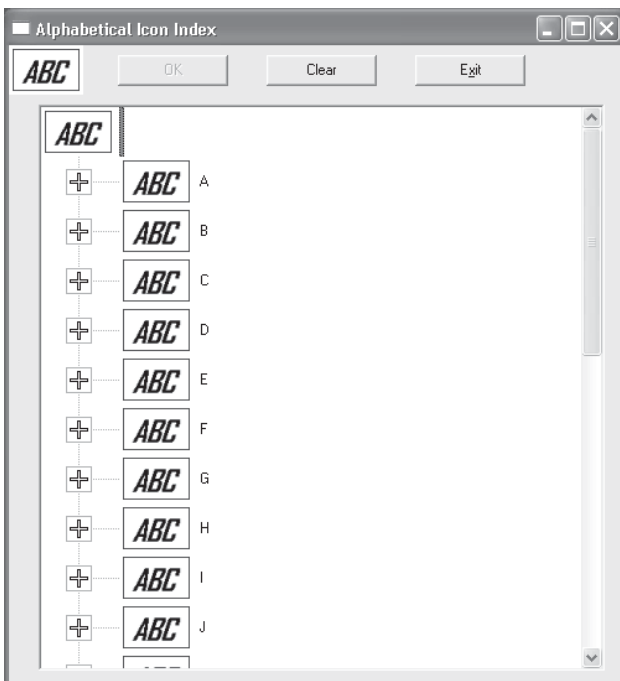 Alphabetical Icon Index
ABC OK Clear Exit
ABC
ABC A
ABC B
ABC C
ABC D
ABC E
ABC F
ABC G
ABC H
ABC I
ABC J